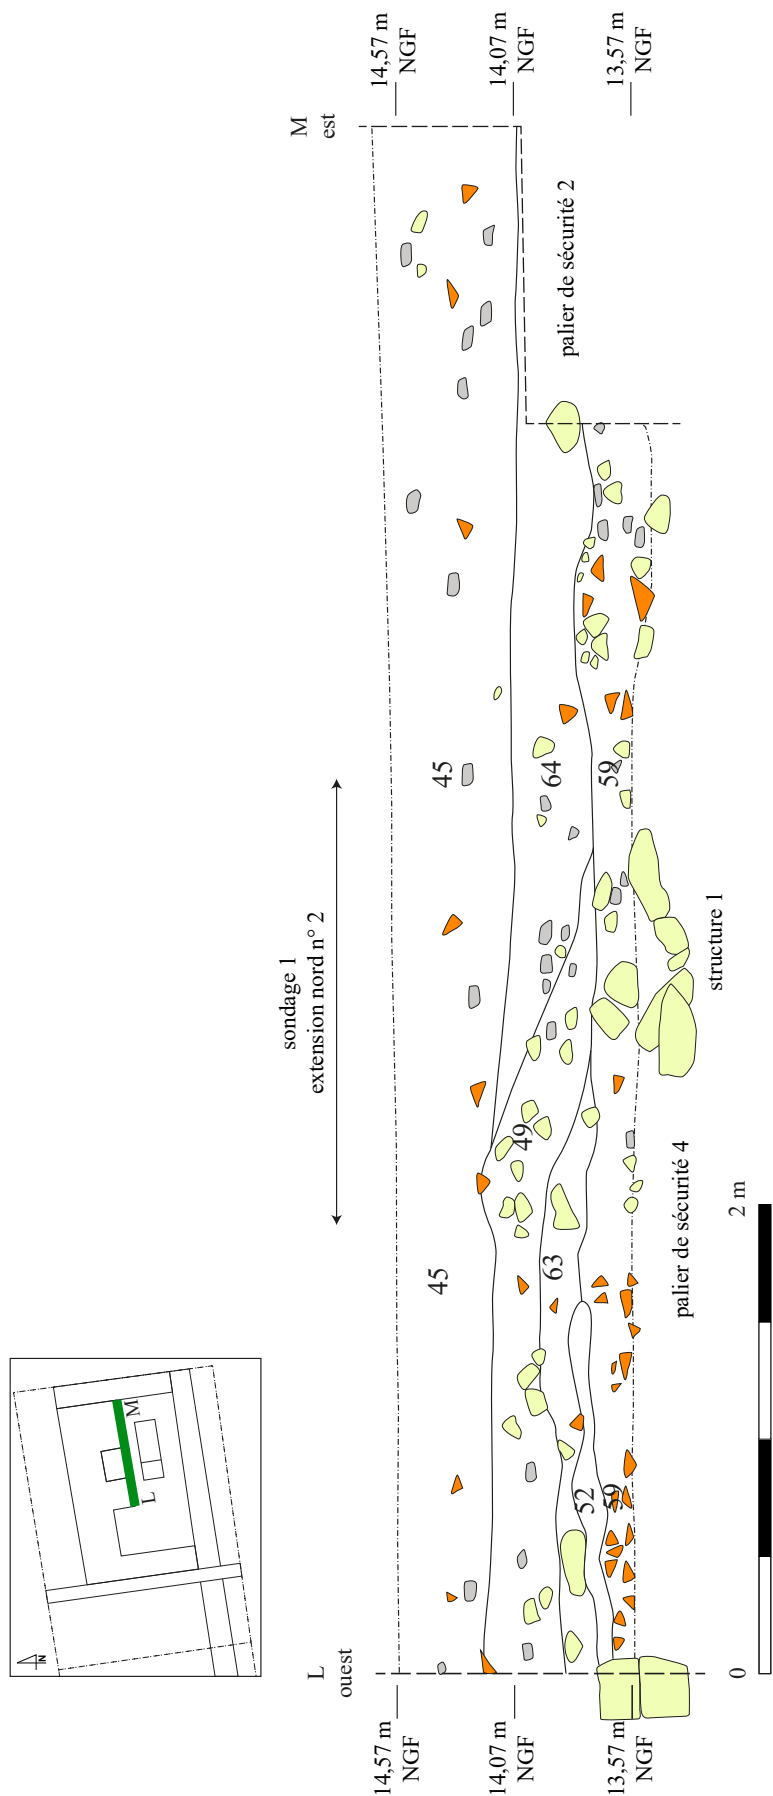 L
ouest
M
est
sondage 1
extension nord n° 2
14,57 m
NGF
14,07 m
NGF
13,57 m
NGF
14,57 m
NGF
14,07 m
NGF
13,57 m
NGF
45
45
49
64
63
52
59
59
palier de sécurité 2
palier de sécurité 4
structure 1
0
2 m
N
L
M